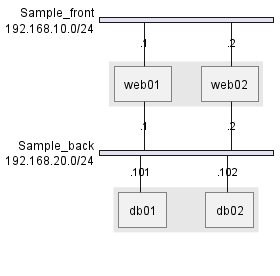 Sample_front
192.168.10.0/24
.1 .2
web01 web02
.1 .2
Sample_back
192.168.20.0/24
.101 .102
db01 db02